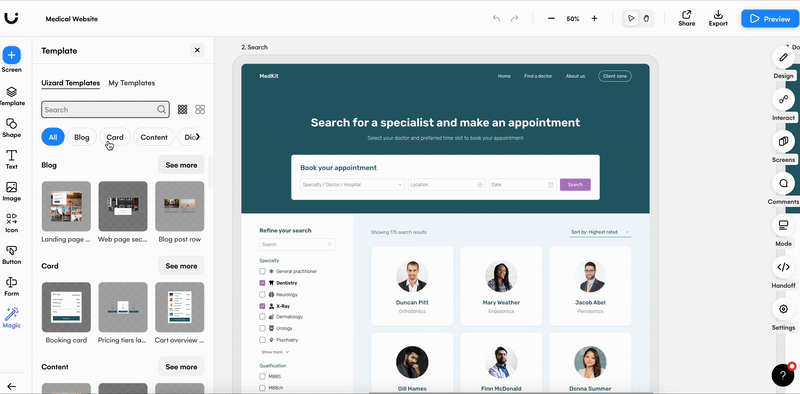 Medical Website
50%
Share
Export
Preview
Screen
Template
Shape
Text
Image
Icon
Button
Form
Magic
Template
Uizard Templates
My Templates
Search
All
Blog
Card
Content
Blog
See more
Landing page ...
Web page sec...
Blog post row
Card
See more
Booking card
Pricing tiers la...
Cart overview ...
Content
See more
2. Search
MedKit
Home
Find a doctor
About us
Client zone
Search for a specialist and make an appointment
Select your doctor and preferred time slot to book your appointment
Book your appointment
Specialty / Doctor / Hospital
Location
Date
Search
Refine your search
Search
Specialty
General practitioner
Dentistry
Neurology
X-Ray
Dermatology
Urology
Psychiatry
Show more
Qualification
MBBS
MBBch
Showing 175 search results
Sort by: Highest rated
Duncan Pitt
Orthodontics
Mary Weather
Endodontics
Jacob Abel
Periodontics
Gill Hames
Finn McDonald
Donna Summer
Design
Interact
Screens
Comments
Mode
Handoff
Settings
?